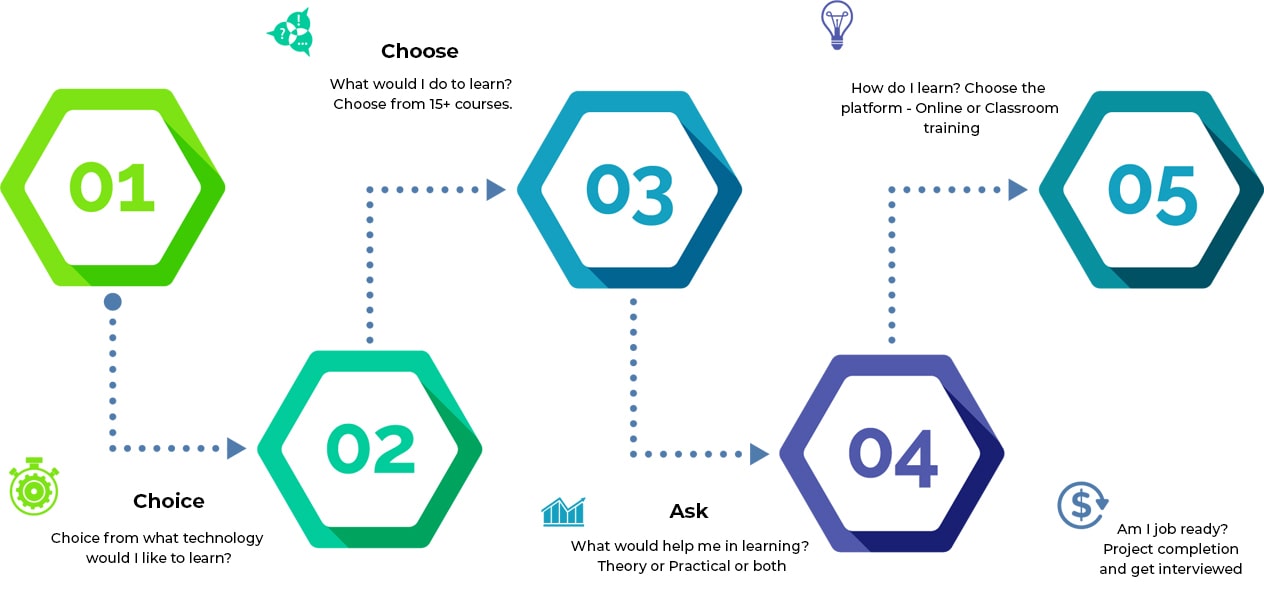 01
Choice
Choice from what technology
would I like to learn?
? ! ...
Choose
What would I do to learn?
Choose from 15+ courses.
02
03
Ask
What would help me in learning?
Theory or Practical or both
How do I learn? Choose the
platform - Online or Classroom
training
04
05
$
Am I job ready?
Project completion
and get interviewed